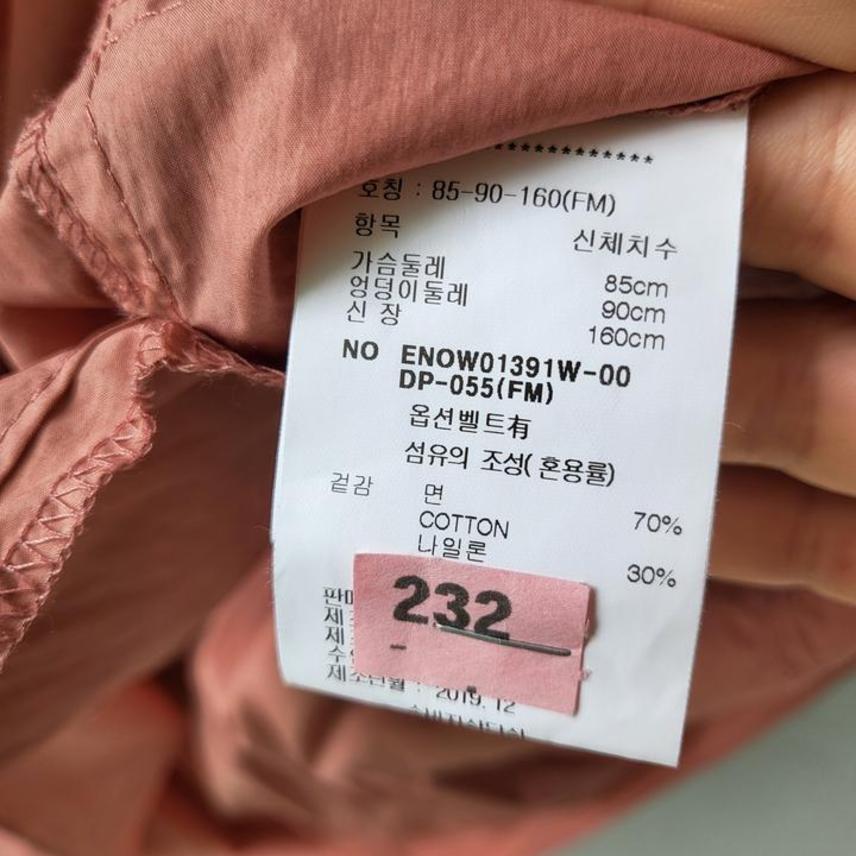 ************
호칭 : 85-90-160(FM)
항목 신체치수
가슴둘레 85cm
엉덩이둘레 90cm
신 장 160cm
NO ENOW01391W-00
DP-055(FM)
옵션벨트有
섬유의 조성( 혼용률)
겉감 면 70%
COTTON
나일론 30%
232
제조년월 : 2019. 12